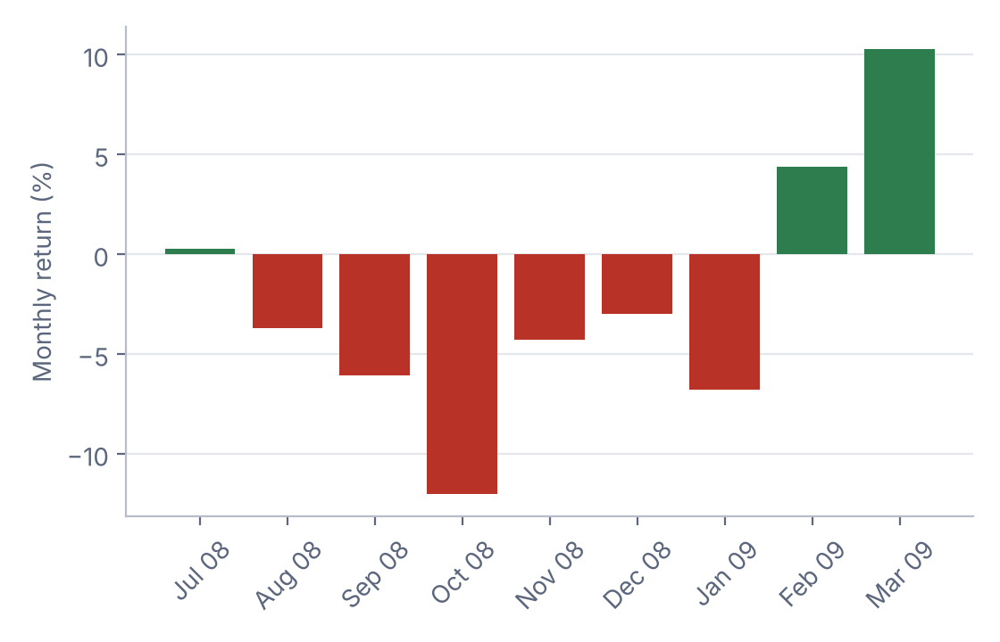 Monthly return (%)
10
5
0
−5
−10
Jul 08
Aug 08
Sep 08
Oct 08
Nov 08
Dec 08
Jan 09
Feb 09
Mar 09